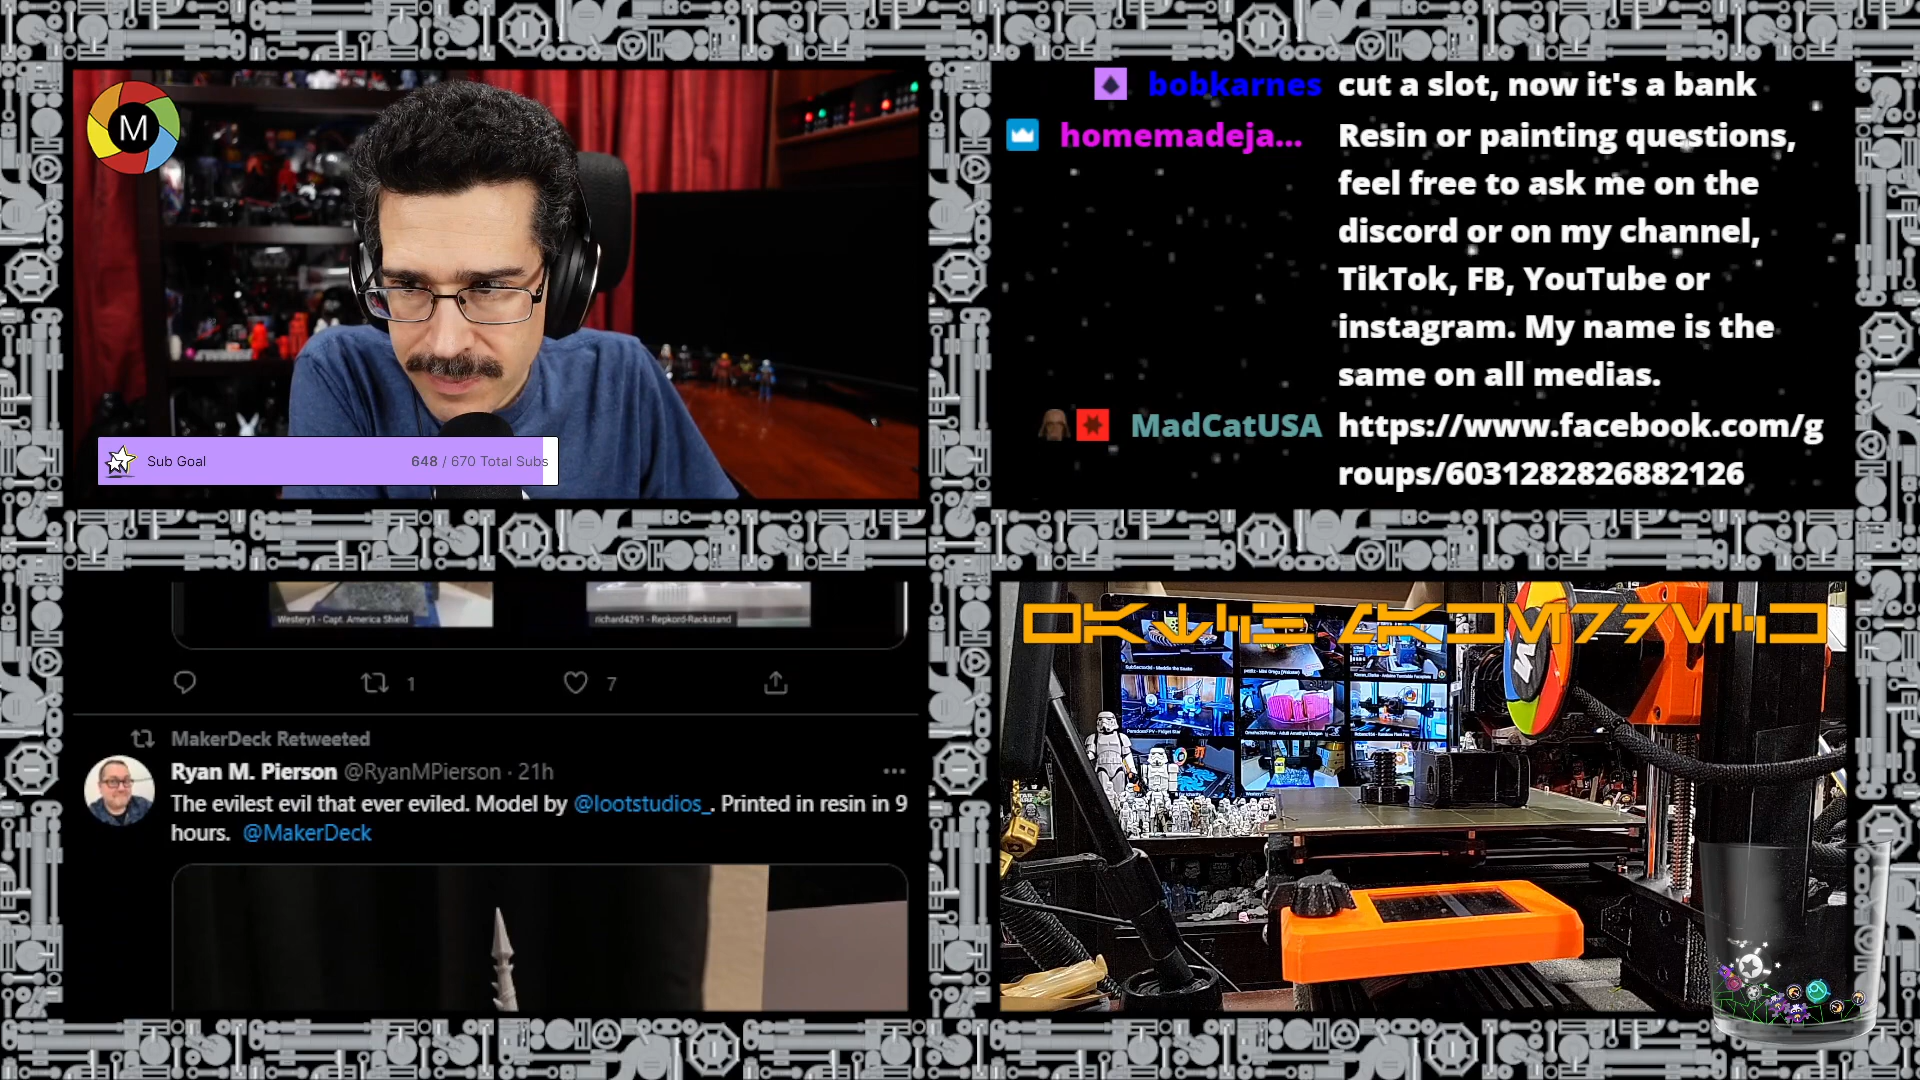 M
Sub Goal
648 / 670 Total Subs
bobkarnes cut a slot, now it's a bank
homemadeja... Resin or painting questions,
feel free to ask me on the
discord or on my channel,
TikTok, FB, YouTube or
instagram. My name is the
same on all medias.
MadCatUSA https://www.facebook.com/g
roups/6031282826882126
Westery1 - Capt. America Shield
richard4291 - Repkord-Rackstand
1
7
MakerDeck Retweeted
Ryan M. Pierson @RyanMPierson · 21h
The evilest evil that ever eviled. Model by @lootstudios_. Printed in resin in 9
hours. @MakerDeck
M